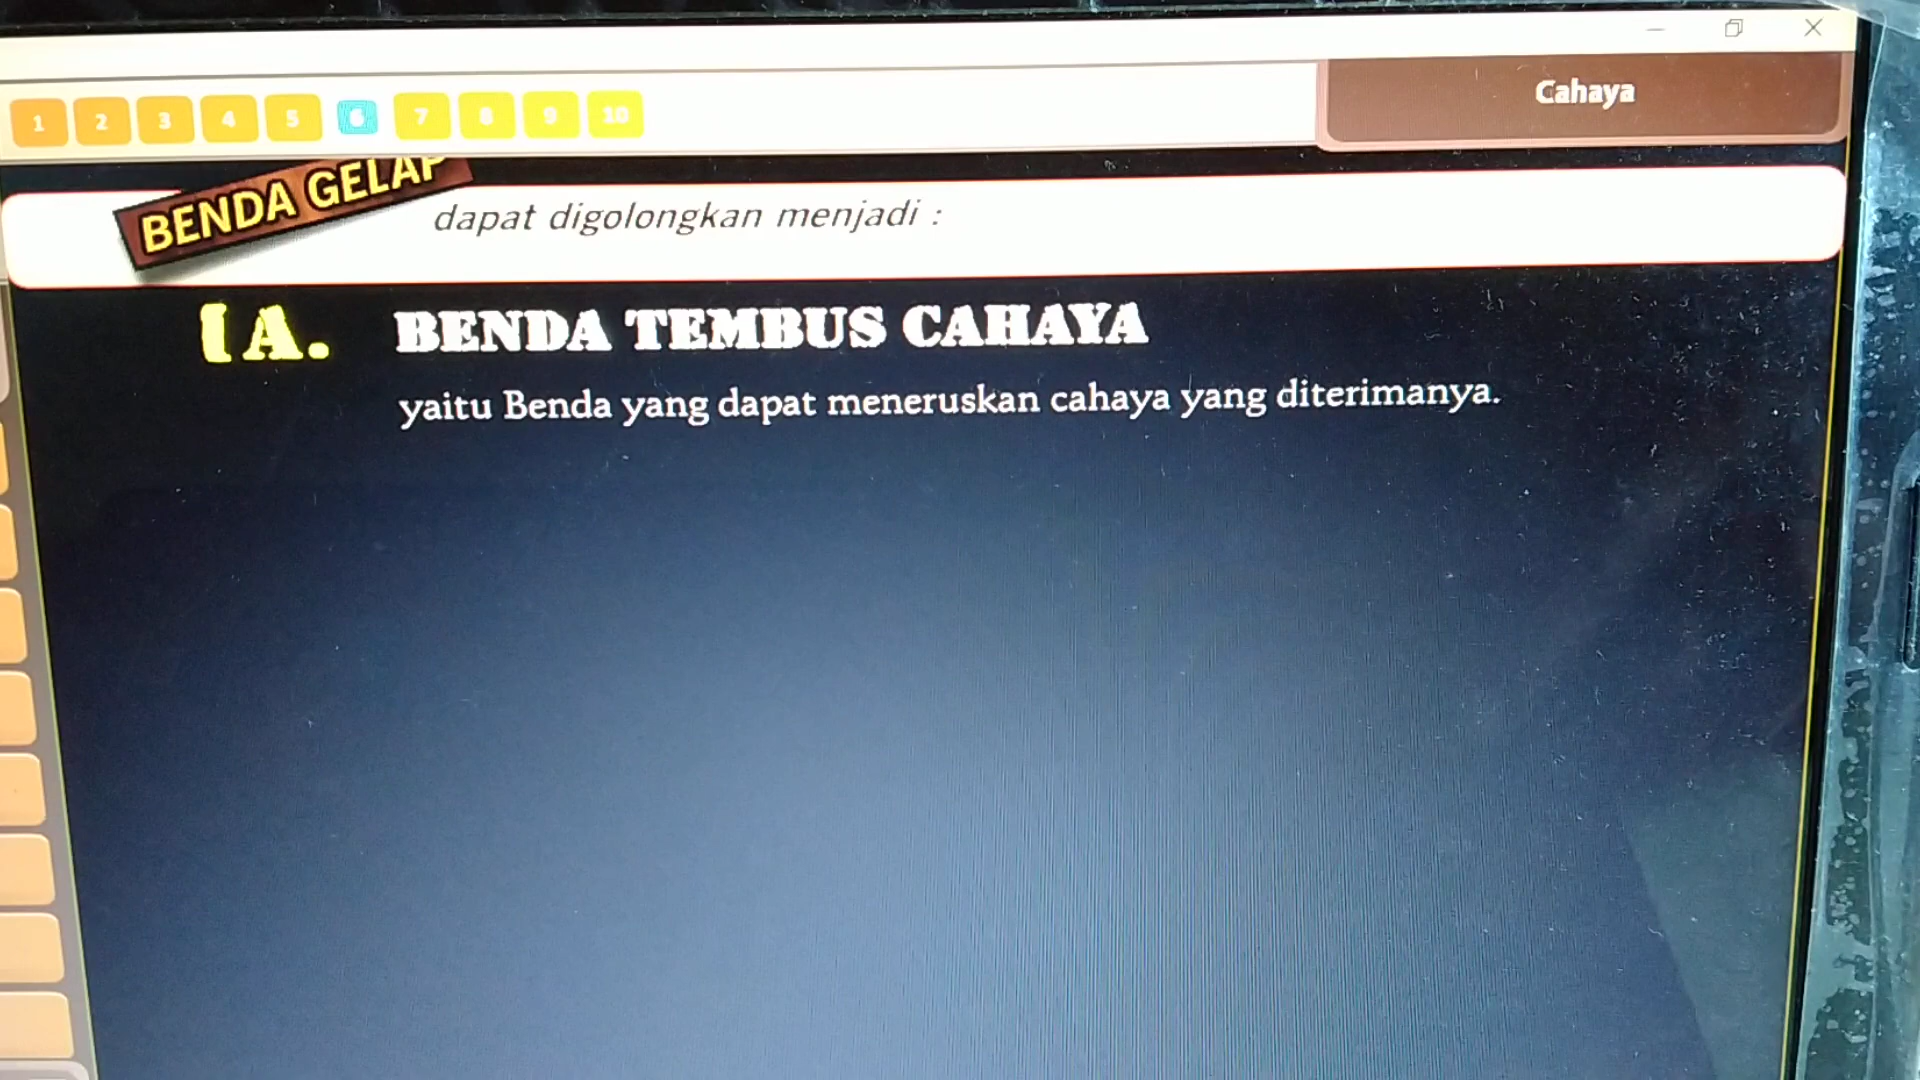 Cahaya
1 2 3 4 5 6 7 8 9 10
BENDA GELAP
dapat digolongkan menjadi :
A. BENDA TEMBUS CAHAYA
yaitu Benda yang dapat meneruskan cahaya yang diterimanya.